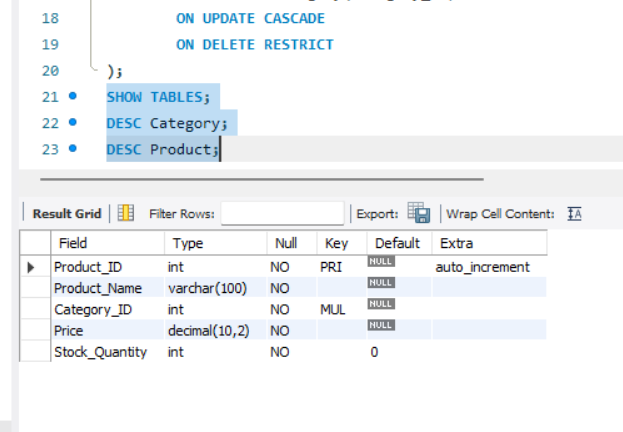 18 ON UPDATE CASCADE
19 ON DELETE RESTRICT
20 );
21 SHOW TABLES;
22 DESC Category;
23 DESC Product;
Result Grid Filter Rows: Export: Wrap Cell Content: IA
Field Type Null Key Default Extra
Product_ID int NO PRI NULL auto_increment
Product_Name varchar(100) NO NULL
Category_ID int NO MUL NULL
Price decimal(10,2) NO NULL
Stock_Quantity int NO 0